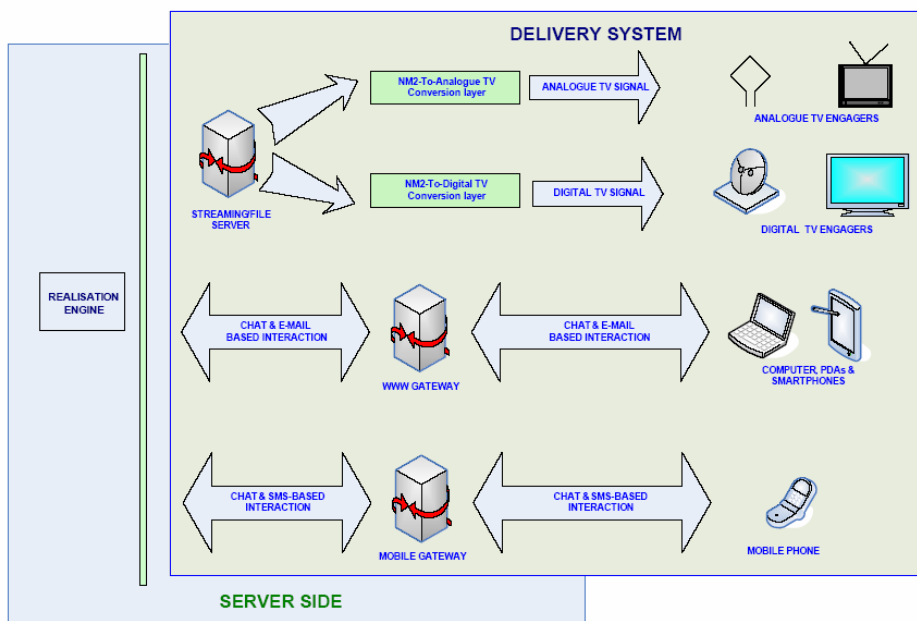 DELIVERY SYSTEM
NM2-To-Analogue TV
Conversion layer
ANALOGUE TV SIGNAL
ANALOGUE TV ENGAGERS
STREAMING/FILE
SERVER
NM2-To-Digital TV
Conversion layer
DIGITAL TV SIGNAL
DIGITAL TV ENGAGERS
REALISATION
ENGINE
CHAT & E-MAIL
BASED INTERACTION
WWW GATEWAY
CHAT & E-MAIL
BASED INTERACTION
COMPUTER, PDAs &
SMARTPHONES
CHAT & SMS-BASED
INTERACTION
MOBILE GATEWAY
CHAT & SMS-BASED
INTERACTION
MOBILE PHONE
SERVER SIDE